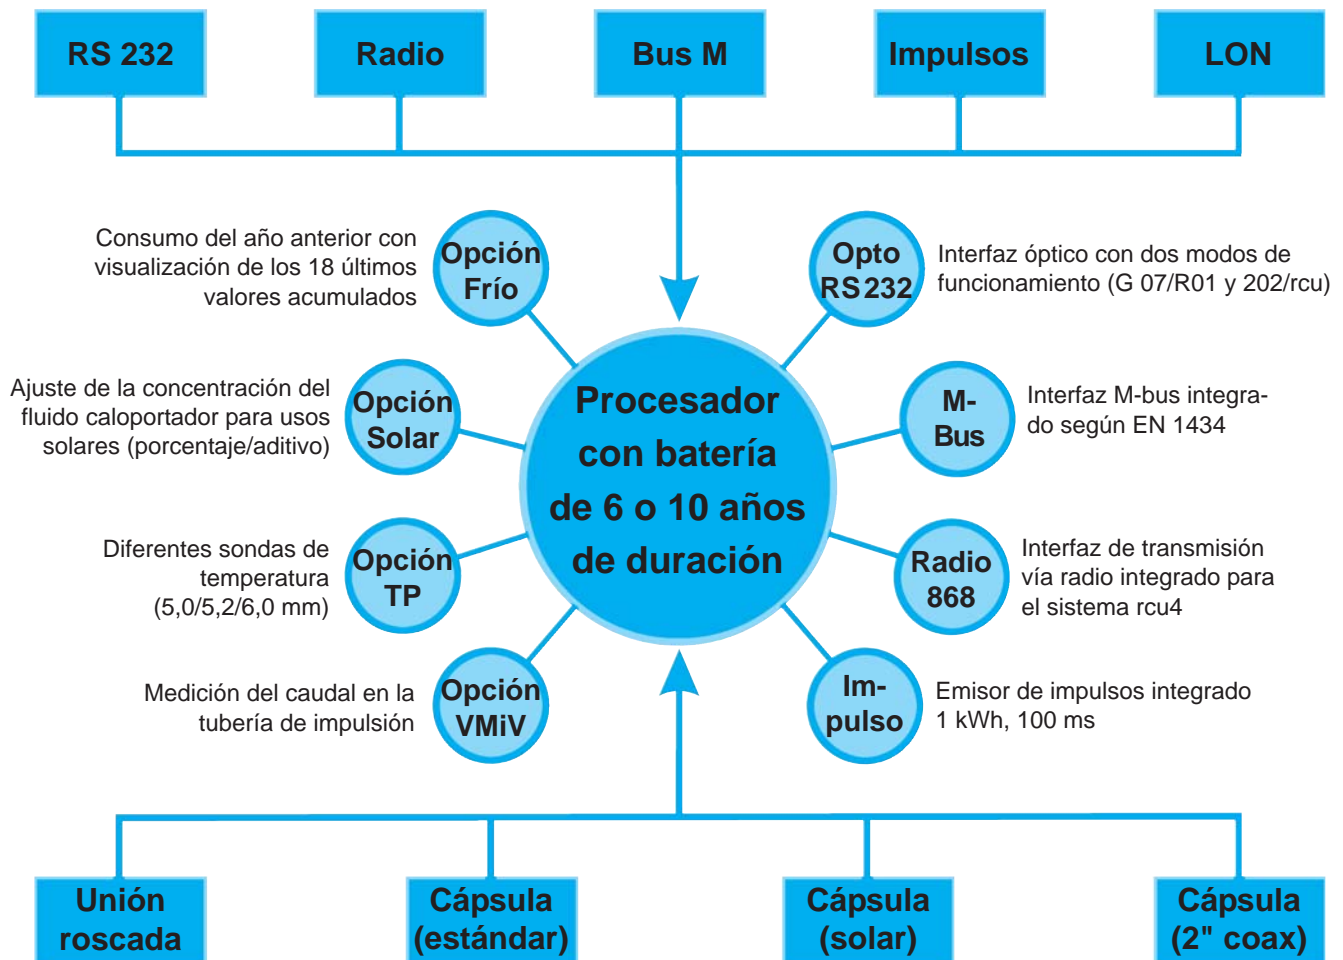 RS 232
Radio
Bus M
Impulsos
LON
Consumo del año anterior con
visualización de los 18 últimos
valores acumulados
Opción
Frío
Opto
RS 232
Interfaz óptico con dos modos de
funcionamiento (G 07/R01 y 202/rcu)
Ajuste de la concentración del
fluido caloportador para usos
solares (porcentaje/aditivo)
Opción
Solar
Procesador
con batería
de 6 o 10 años
de duración
M-
Bus
Interfaz M-bus integra-
do según EN 1434
Diferentes sondas de
temperatura
(5,0/5,2/6,0 mm)
Opción
TP
Radio
868
Interfaz de transmisión
vía radio integrado para
el sistema rcu4
Medición del caudal en la
tubería de impulsión
Opción
VMiV
Im-
pulso
Emisor de impulsos integrado
1 kWh, 100 ms
Unión
roscada
Cápsula
(estándar)
Cápsula
(solar)
Cápsula
(2" coax)